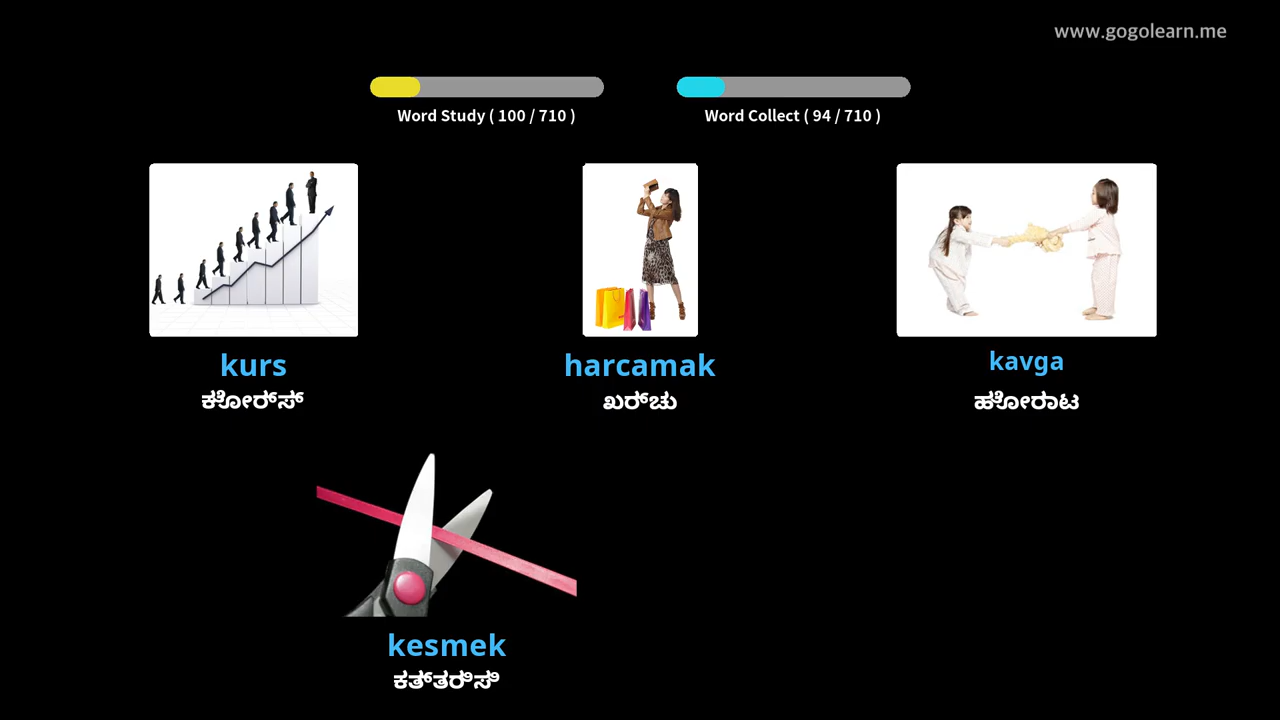 www.gogolearn.me
Word Study ( 100 / 710 )
Word Collect ( 94 / 710 )
kurs
ಕೋರ್ಸ್
harcamak
ಖರ್ಚು
kavga
ಹೋರಾಟ
kesmek
ಕತ್ತರಿಸಿ